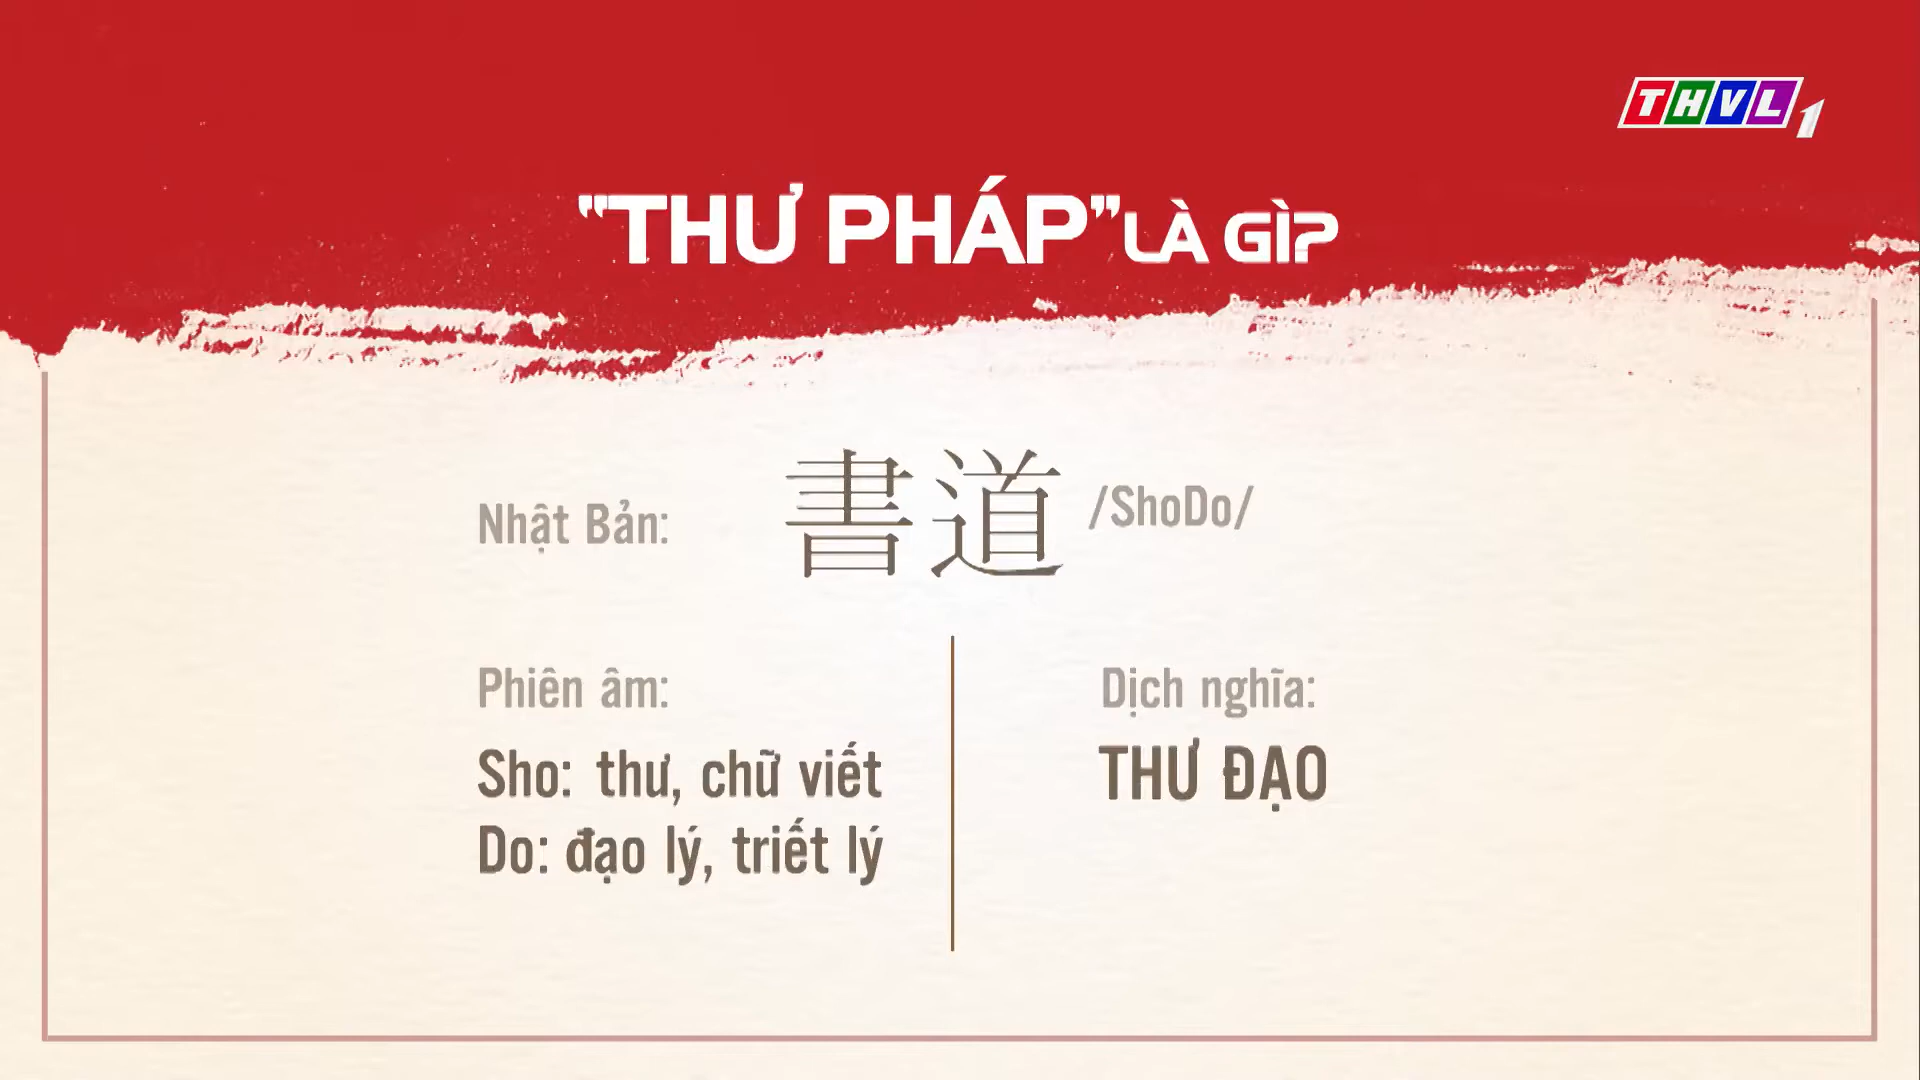 THVL1
“THƯ PHÁP” LÀ GÌ?
Nhật Bản: 書道 /ShoDo/
Phiên âm:
Sho: thư, chữ viết
Do: đạo lý, triết lý
Dịch nghĩa:
THƯ ĐẠO